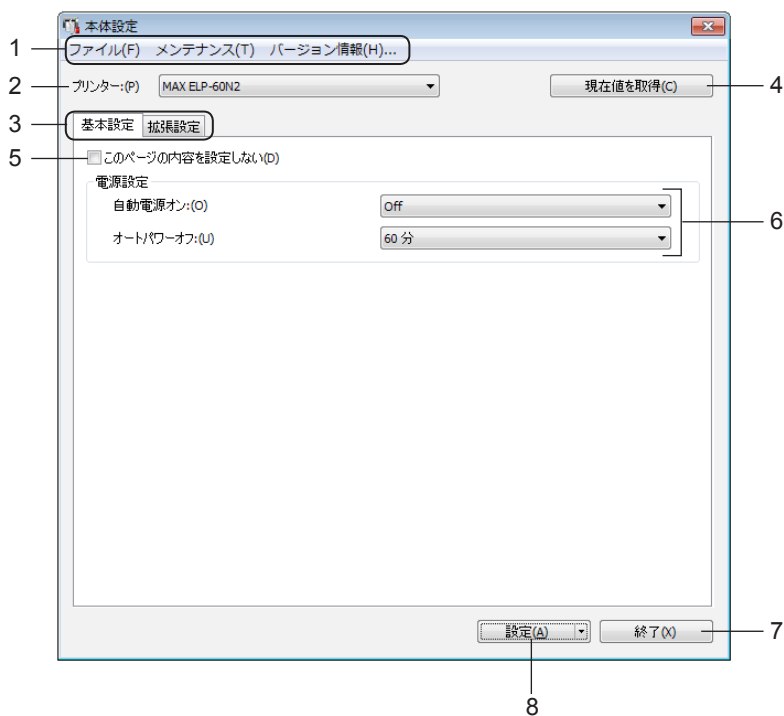 本体設定
1 ファイル(F) メンテナンス(T) バージョン情報(H)...
2 プリンター:(P) MAX ELP-60N2 現在値を取得(C) 4
3 基本設定 拡張設定
5 このページの内容を設定しない(D)
電源設定
自動電源オン:(O) Off
6
オートパワーオフ:(U) 60 分
設定(A) 終了(X) 7
8